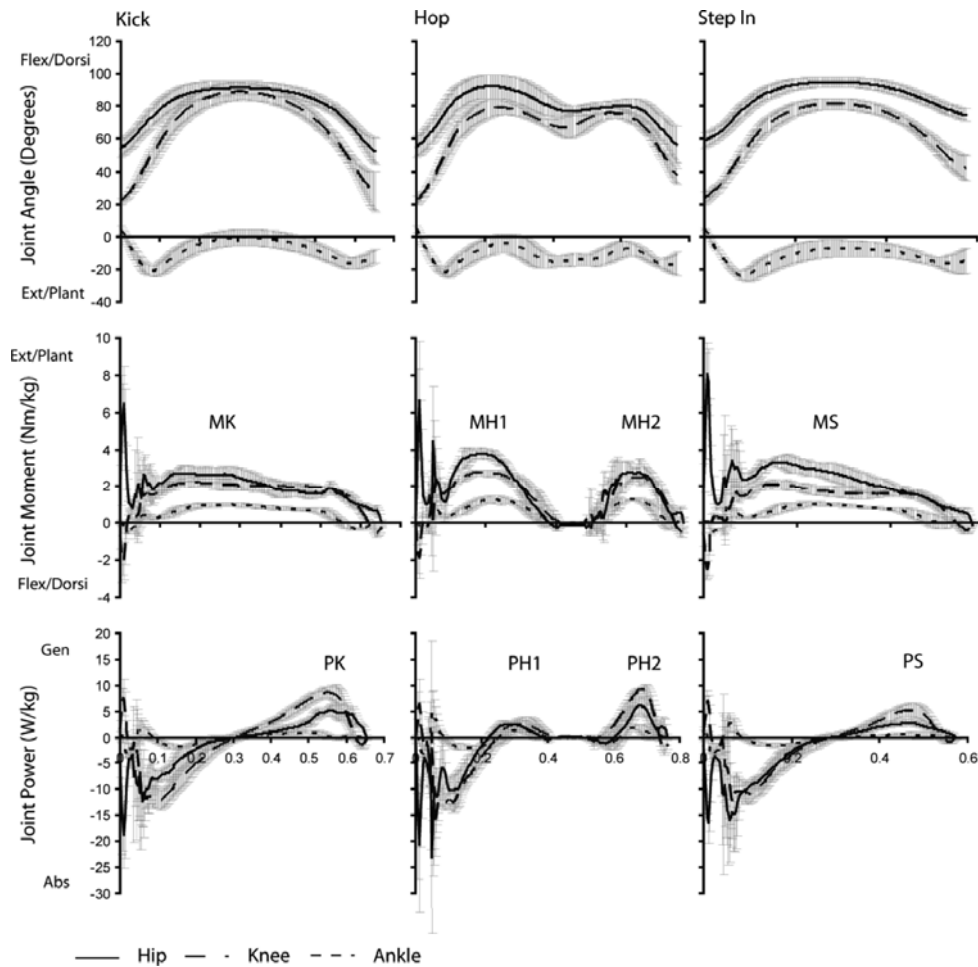 Kick Hop Step In
Flex/Dorsi
Joint Angle (Degrees)
Ext/Plant
120
100
80
60
40
20
0
-20
-40
Ext/Plant
Joint Moment (Nm/kg)
Flex/Dorsi
10
8
6
4
2
0
-2
-4
MK MH1 MH2 MS
Gen
Joint Power (W/kg)
Abs
20
15
10
5
0
-5
-10
-15
-20
-25
-30
PK PH1 PH2 PS
0 0.1 0.2 0.3 0.4 0.5 0.6 0.7 0 0.2 0.4 0.6 0.8 0 0.2 0.4 0.6
Hip Knee Ankle